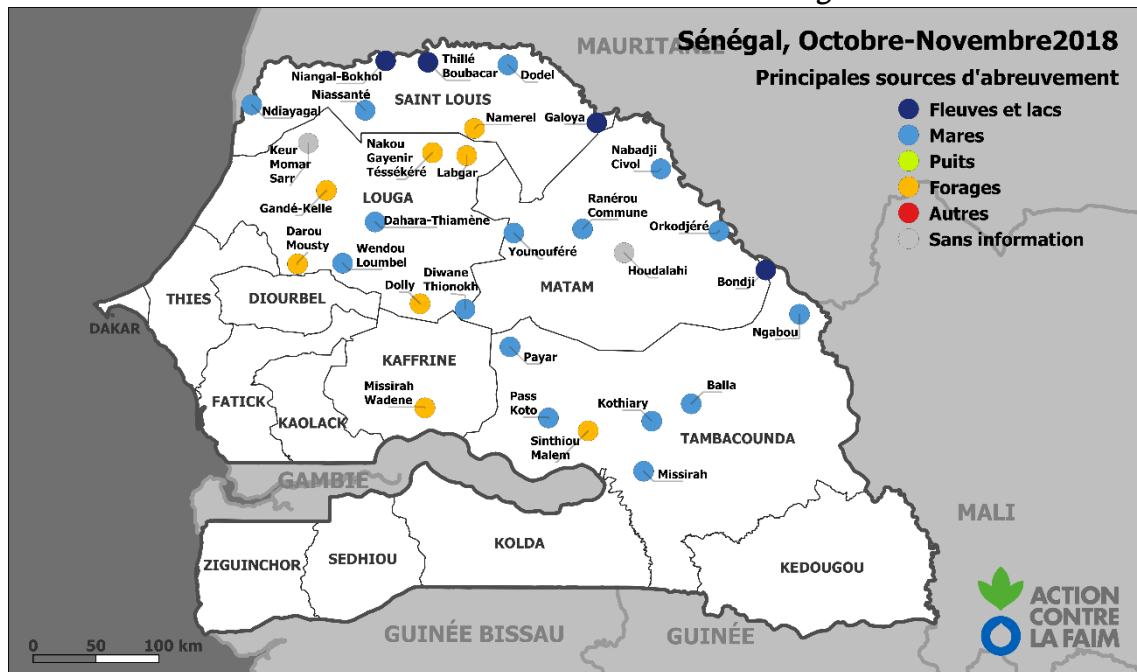 MAURITANIE
Sénégal, Octobre-Novembre2018
Principales sources d'abreuvement
Fleuves et lacs
Mares
Puits
Forages
Autres
Sans information
Niangal-Bokhol
Thillé
Boubacar
Dodel
Niassanté
SAINT LOUIS
Ndiayagal
Namerel
Galoya
Keur
Momar
Sarr
Nakou
Gayenir
Téssékéré
Labgar
Nabadji
Civol
LOUGA
Gandé-Kelle
Ranérou
Commune
Dahara-Thiamène
Orkodjéré
Darou
Mousty
Wendou
Loumbel
Younouféré
Houdalahi
Diwane
Thionokh
Dolly
Bondji
MATAM
THIES
DIOURBEL
DAKAR
Ngabou
KAFFRINE
Payar
Missirah
Wadene
Balla
FATICK
Pass
Koto
Kothiary
KAOLACK
Sinthiou
Malem
TAMBACOUNDA
Missirah
GAMBIE
MALI
KOLDA
SEDHIOU
ZIGUINCHOR
KEDOUGOU
ACTION
CONTRE
LA FAIM
GUINÉE BISSAU
GUINÉE
0 50 100 km